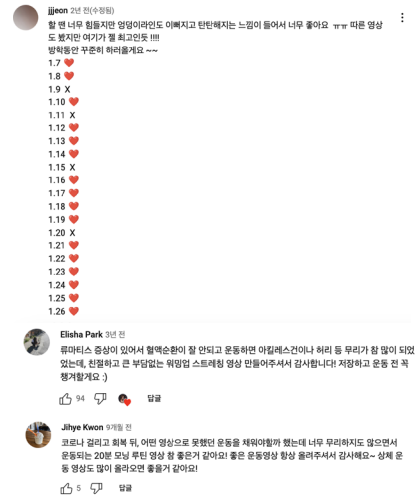 jjjeon 2년 전(수정됨)
할 땐 너무 힘들지만 엉덩이라인도 이뻐지고 탄탄해지는 느낌이 들어서 너무 좋아요 ㅠㅠ 따른 영상
도 봤지만 여기가 젤 최고인듯 !!!!
방학동안 꾸준히 하러올게요 ~~
1.7 ❤️
1.8 ❤️
1.9 X
1.10 ❤️
1.11 X
1.12 ❤️
1.13 ❤️
1.14 ❤️
1.15 X
1.16 ❤️
1.17 ❤️
1.18 ❤️
1.19 ❤️
1.20 X
1.21 ❤️
1.22 ❤️
1.23 ❤️
1.24 ❤️
1.25 ❤️
1.26 ❤️
Elisha Park 3년 전
류마티스 증상이 있어서 혈액순환이 잘 안되고 운동하면 아킬레스건이나 허리 등 무리가 참 많이 되었
었는데, 친절하고 큰 부담없는 워밍업 스트레칭 영상 만들어주셔서 감사합니다! 저장하고 운동 전 꼭
챙겨할게요 :)
94 답글
Jihye Kwon 9개월 전
코로나 걸리고 회복 뒤, 어떤 영상으로 못했던 운동을 채워야할까 했는데 너무 무리하지도 않으면서
운동되는 20분 모닝 루틴 영상 참 좋은거 같아요! 좋은 운동영상 항상 올려주셔서 감사해요~ 상체 운
동 영상도 많이 올라오면 좋을거 같아요!
5 답글